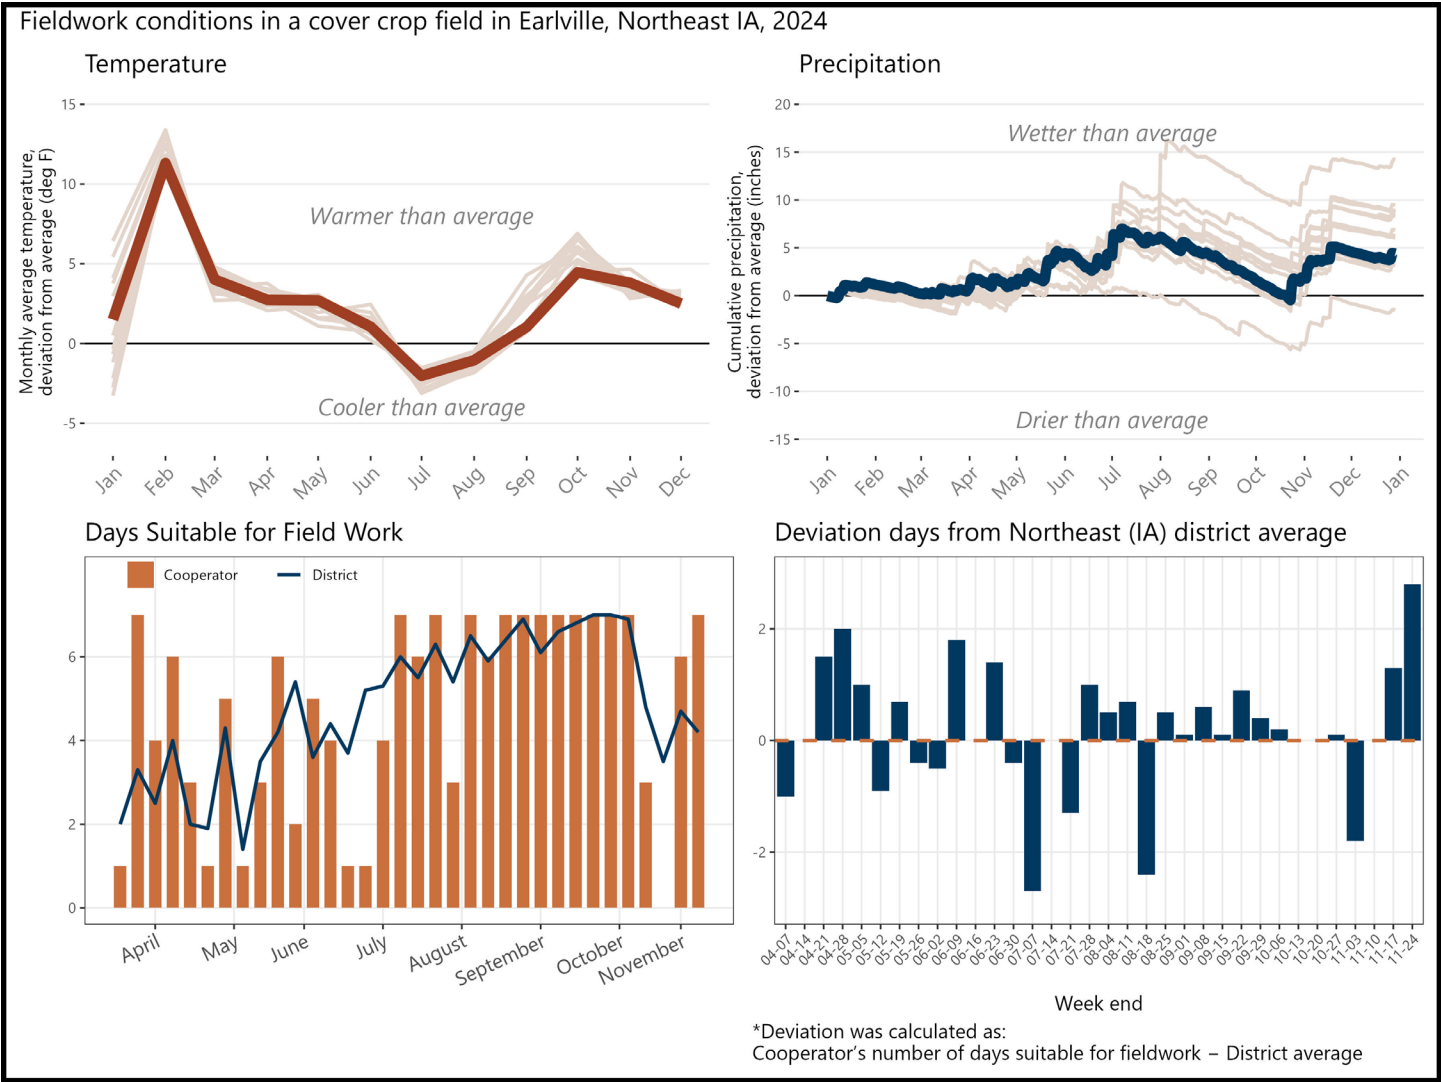 Fieldwork conditions in a cover crop field in Earlville, Northeast IA, 2024
Temperature
Monthly average temperature,
deviation from average (deg F)
15
10
5
0
-5
Warmer than average
Cooler than average
Jan
Feb
Mar
Apr
May
Jun
Jul
Aug
Sep
Oct
Nov
Dec
Precipitation
Cumulative precipitation,
deviation from average (inches)
20
15
10
5
0
-5
-10
-15
Wetter than average
Drier than average
Jan
Feb
Mar
Apr
May
Jun
Jul
Aug
Sep
Oct
Nov
Dec
Jan
Days Suitable for Field Work
Cooperator
District
6
4
2
0
April
May
June
July
August
September
October
November
Deviation days from Northeast (IA) district average
2
0
-2
04-07
04-14
04-21
04-28
05-05
05-12
05-19
05-26
06-02
06-09
06-16
06-23
06-30
07-07
07-14
07-21
07-28
08-04
08-11
08-18
08-25
09-01
09-08
09-15
09-22
09-29
10-06
10-13
10-20
10-27
11-03
11-10
11-17
11-24
Week end
*Deviation was calculated as:
Cooperator's number of days suitable for fieldwork – District average